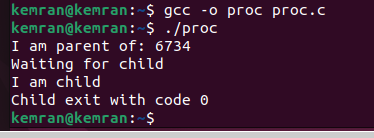 kemran@kemran:~$ gcc -o proc proc.c
kemran@kemran:~$ ./proc
I am parent of: 6734
Waiting for child
I am child
Child exit with code 0
kemran@kemran:~$